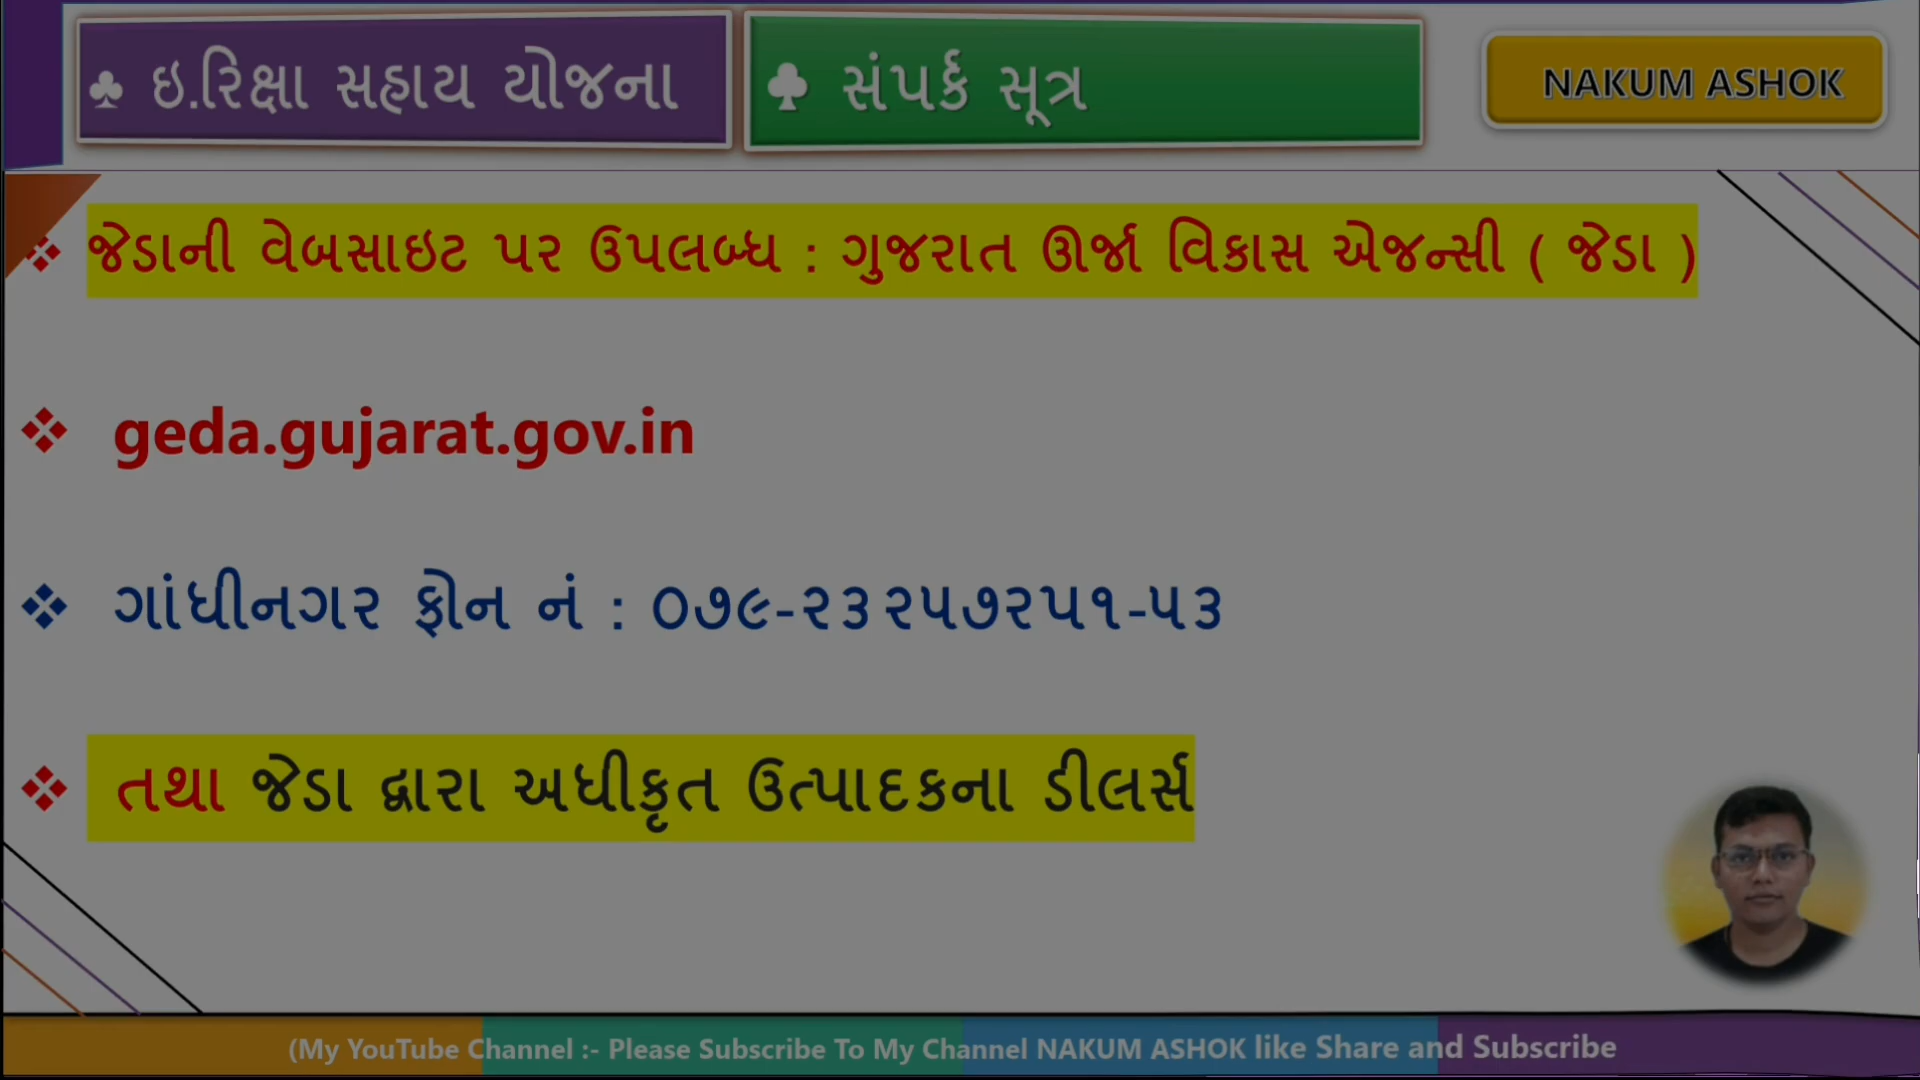 ♣ ઇ.રિક્ષા સહાય યોજના
♣ સંપર્ક સૂત્ર
NAKUM ASHOK
❖ જેડાની વેબસાઇટ પર ઉપલબ્ધ : ગુજરાત ઊર્જા વિકાસ એજન્સી ( જેડા )
❖ geda.gujarat.gov.in
❖ ગાંધીનગર ફોન નં : ૦૭૯-૨૩૨૫૭૨૫૧-૫૩
❖ તથા જેડા દ્વારા અધીકૃત ઉત્પાદકના ડીલર્સ
(My YouTube Channel :- Please Subscribe To My Channel NAKUM ASHOK like Share and Subscribe